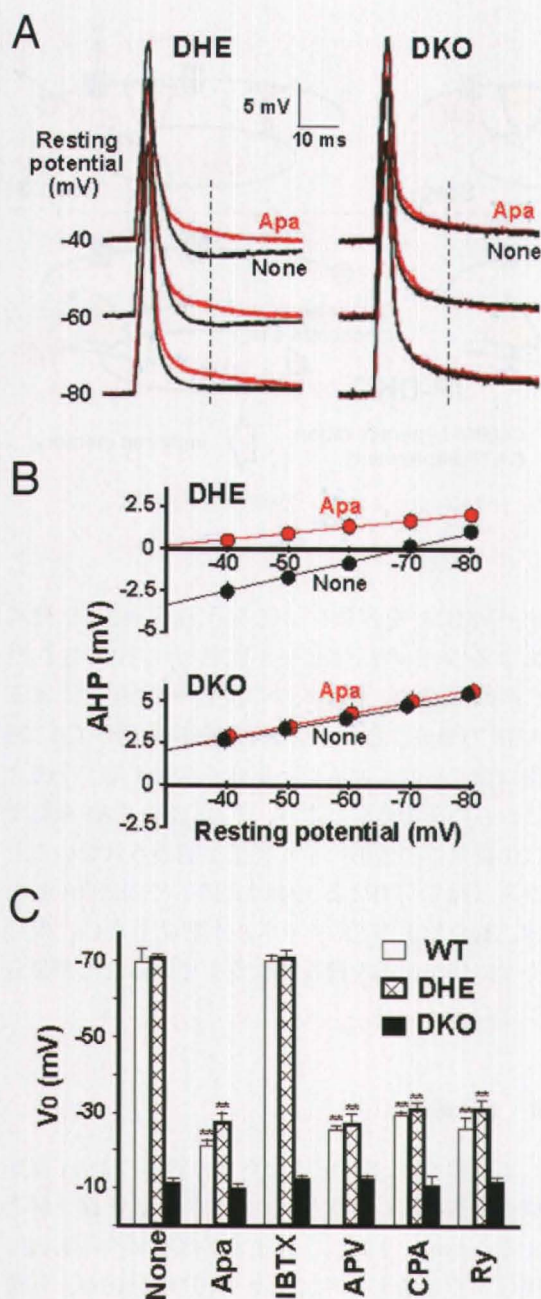 A
DHE
DKO
5 mV
10 ms
Resting
potential
(mV)
-40
-60
-80
Apa
None
Apa
None
B
DHE
2.5
0
-2.5
-5
Apa
None
-40 -50 -60 -70 -80
AHP (mV)
DKO
5
2.5
0
-2.5
Apa
None
-40 -50 -60 -70 -80
Resting potential (mV)
C
-70
-50
-30
-10
Vo (mV)
WT
DHE
DKO
** ** ** ** ** ** ** **
None Apa IBTX APV CPA Ry